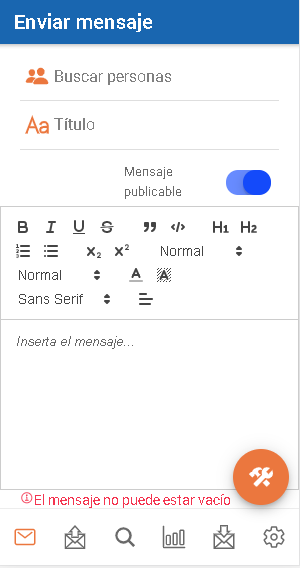 Enviar mensaje
Buscar personas
Aa Título
Mensaje
publicable
B I U S ” </> H1 H2
X2 X² Normal
Normal A A
Sans Serif
Inserta el mensaje...
El mensaje no puede estar vacío